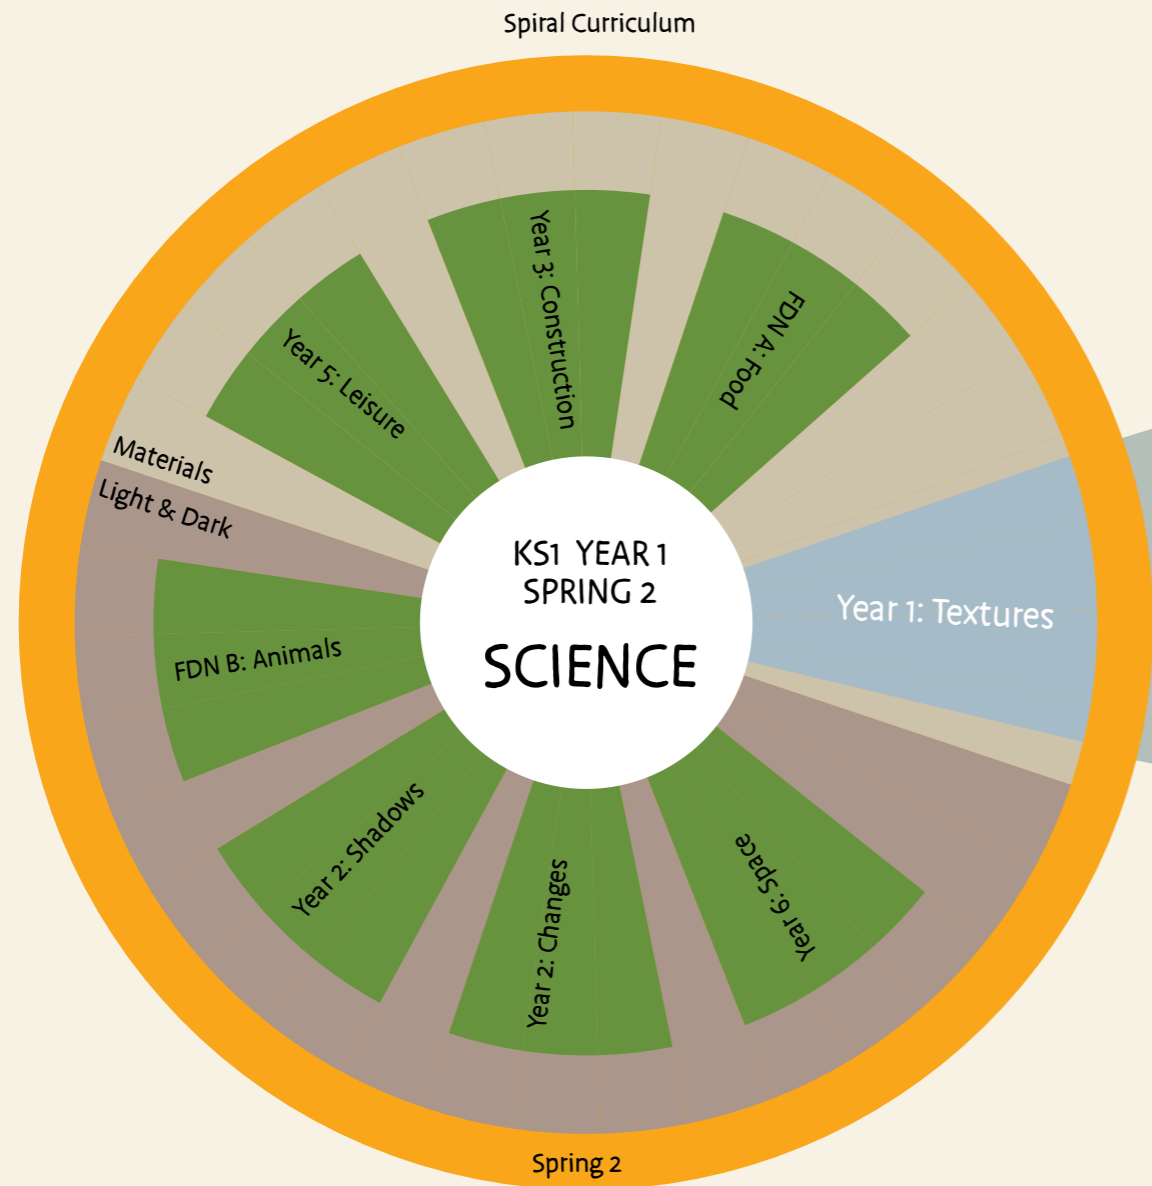 Spiral Curriculum
Year 3: Construction
FDN A: Food
Year 5: Leisure
Materials
Light & Dark
KS1 YEAR 1
SPRING 2
SCIENCE
Year 1: Textures
FDN B: Animals
Year 2: Shadows
Year 2: Changes
Year 6: Space
Spring 2